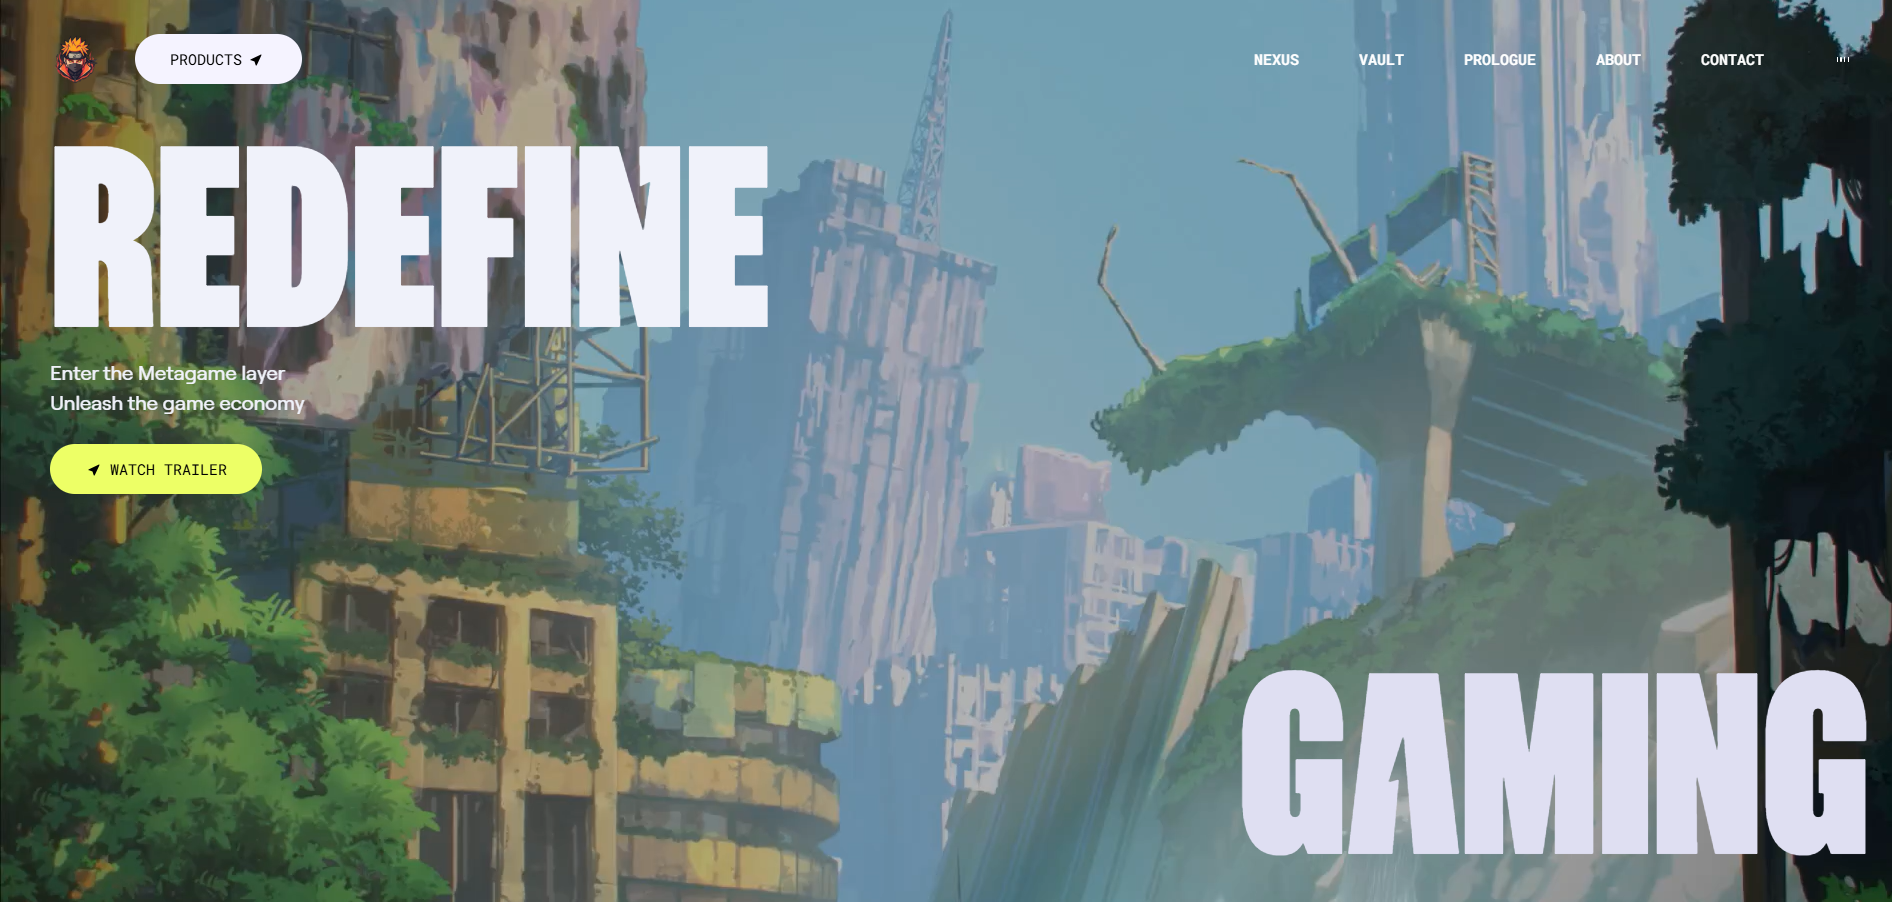 PRODUCTS
NEXUS
VAULT
PROLOGUE
ABOUT
CONTACT
REDEFINE
Enter the Metagame layer
Unleash the game economy
WATCH TRAILER
GAMING